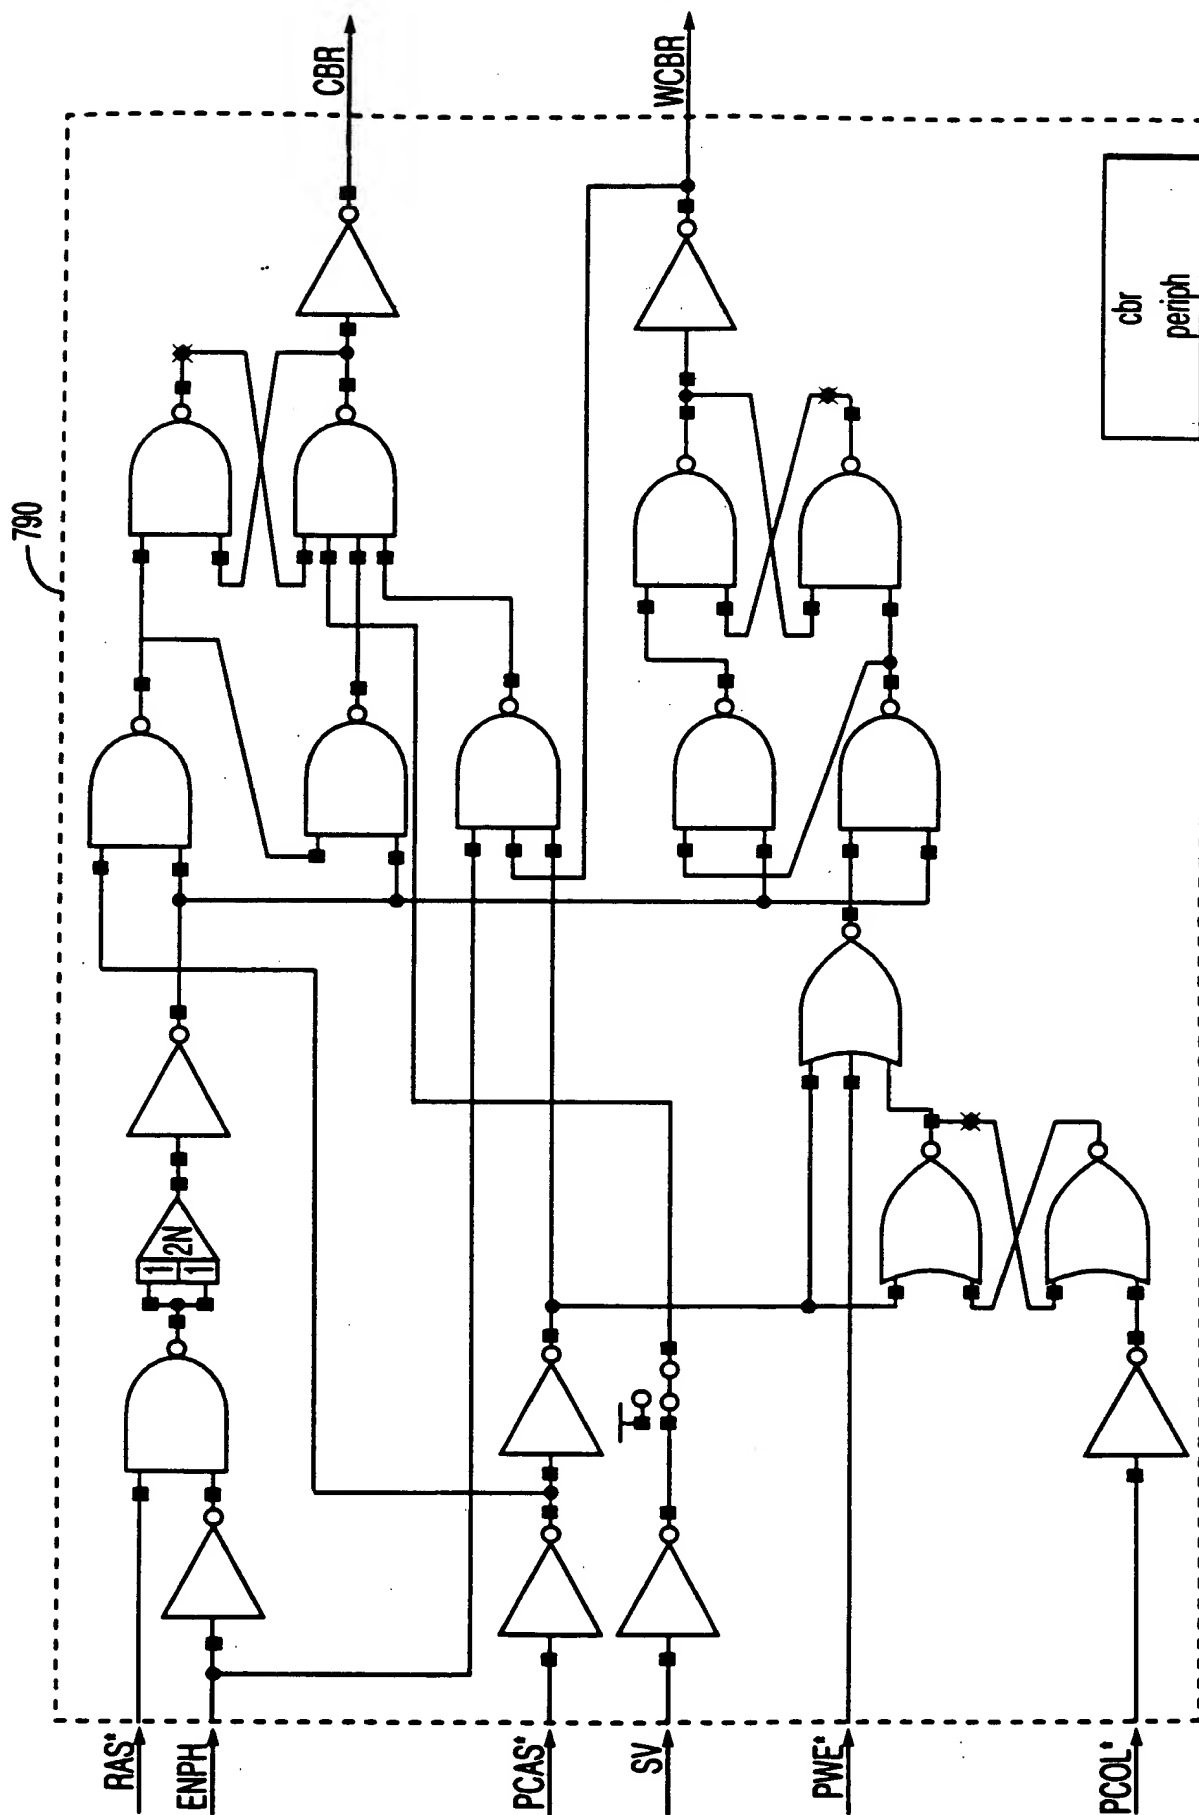 790
CBR
WCBR
cbr
periph
1
1
2N
RAS*
ENPH
PCAS*
SV
PWE*
PCOL*